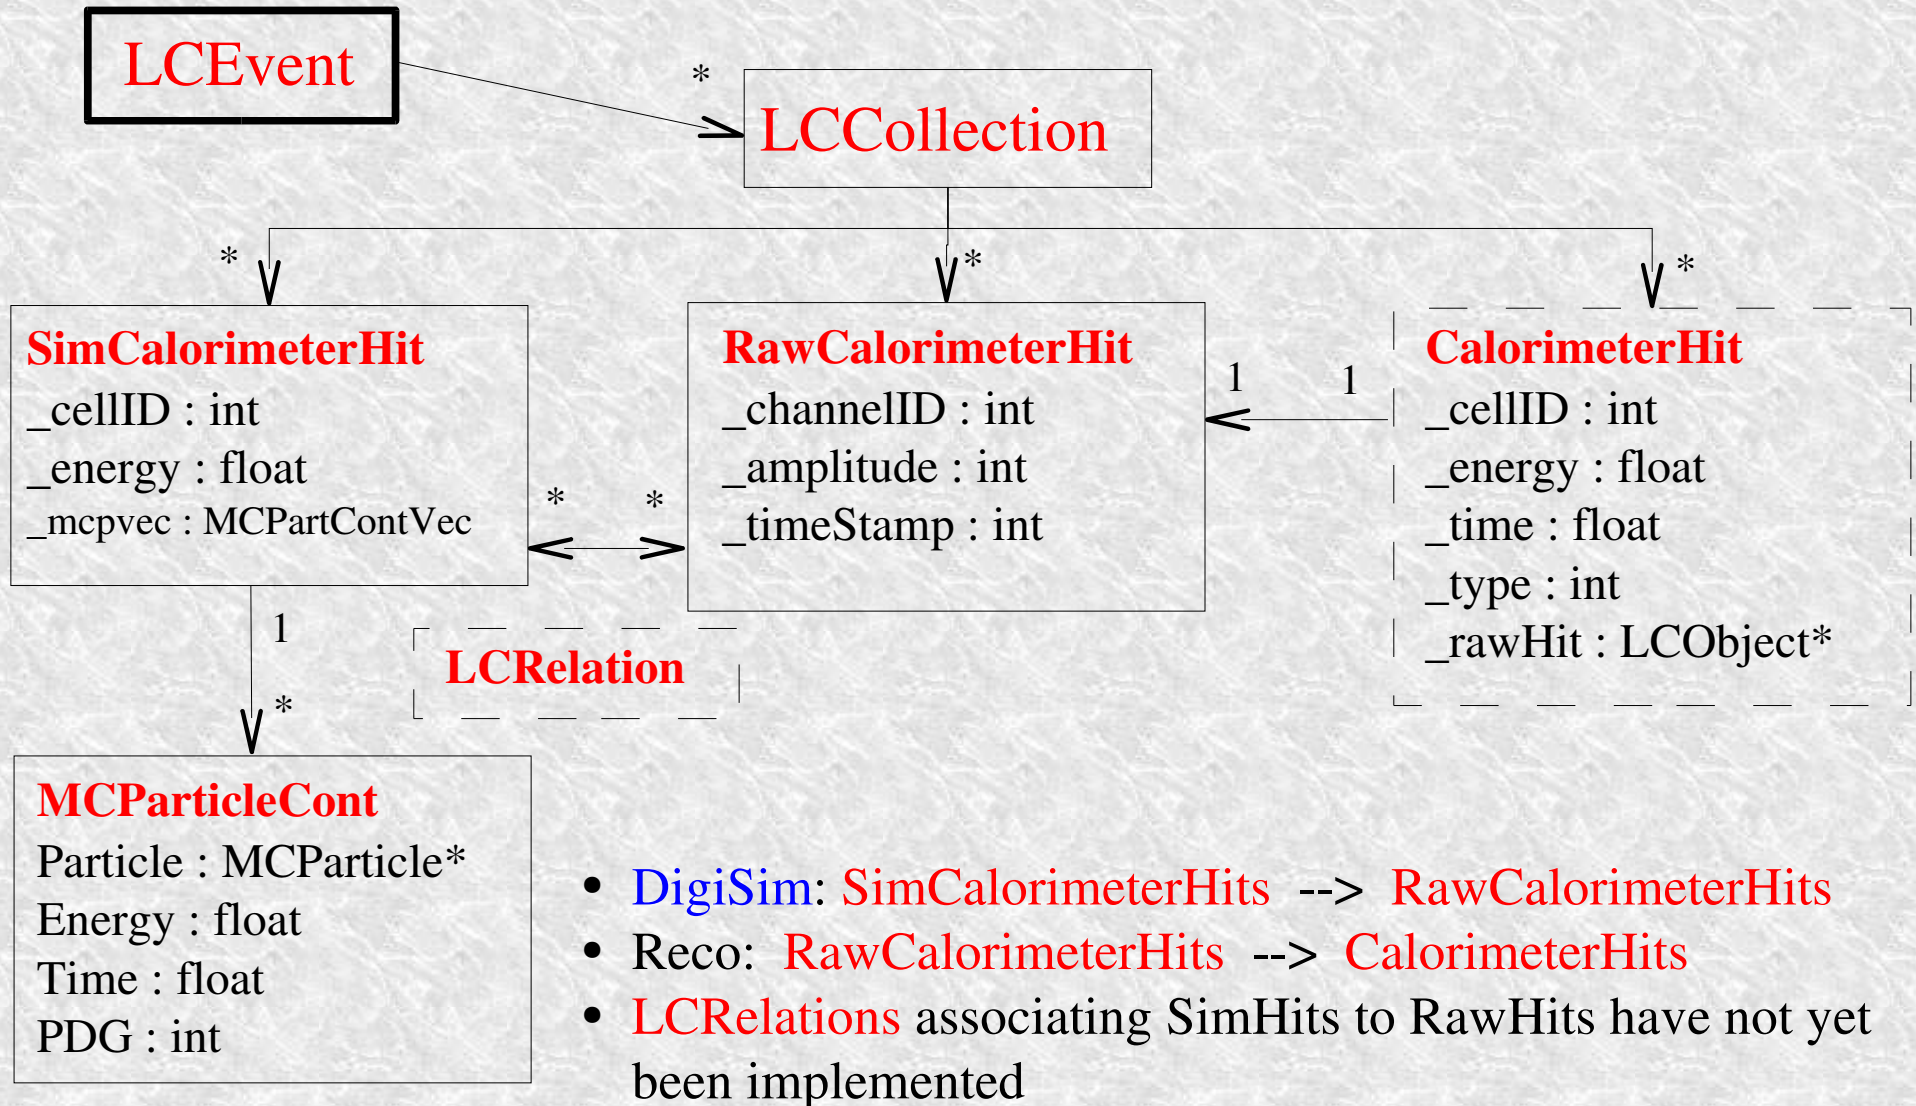 LCEvent
*
LCCollection
*
*
*
SimCalorimeterHit
_cellID : int
_energy : float
_mcpvec : MCPartContVec
*
*
RawCalorimeterHit
_channelID : int
_amplitude : int
_timeStamp : int
1
1
CalorimeterHit
_cellID : int
_energy : float
_time : float
_type : int
_rawHit : LCObject*
1
*
LCRelation
MCParticleCont
Particle : MCParticle*
Energy : float
Time : float
PDG : int
• DigiSim: SimCalorimeterHits --> RawCalorimeterHits
• Reco: RawCalorimeterHits --> CalorimeterHits
• LCRelations associating SimHits to RawHits have not yet
been implemented